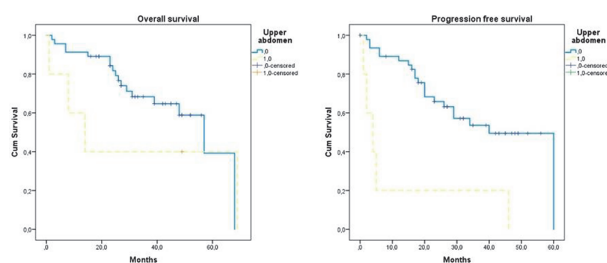 Overall survival
Upper
abdomen
,0
1,0
,0-censored
1,0-censored
1,0
0,8
0,6
0,4
0,2
0,0
Cum Survival
,0
20,0
40,0
60,0
Months
Progression free survival
Upper
abdomen
,0
1,0
,0-censored
1,0-censored
1,0
0,8
0,6
0,4
0,2
0,0
Cum Survival
,0
10,0
20,0
30,0
40,0
50,0
60,0
Months